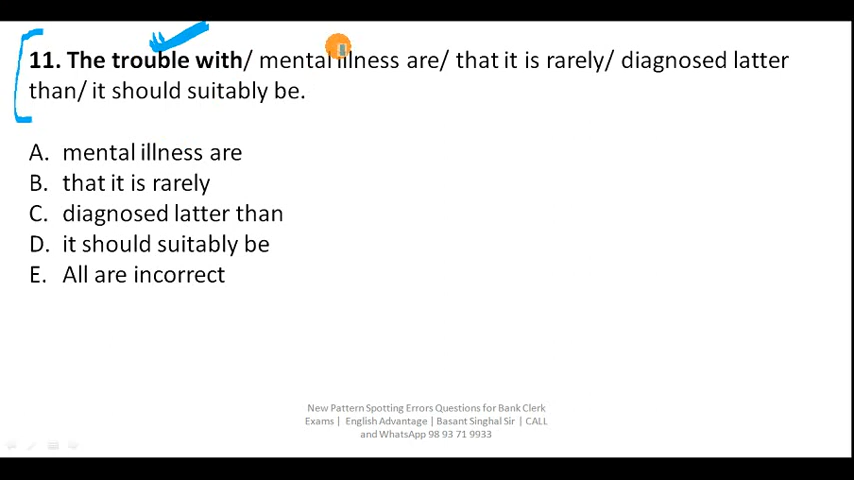 11. The trouble with/ mental illness are/ that it is rarely/ diagnosed latter
than/ it should suitably be.
A. mental illness are
B. that it is rarely
C. diagnosed latter than
D. it should suitably be
E. All are incorrect
New Pattern Spotting Errors Questions for Bank Clerk
Exams | English Advantage | Basant Singhal Sir | CALL
and WhatsApp 98 93 71 9933